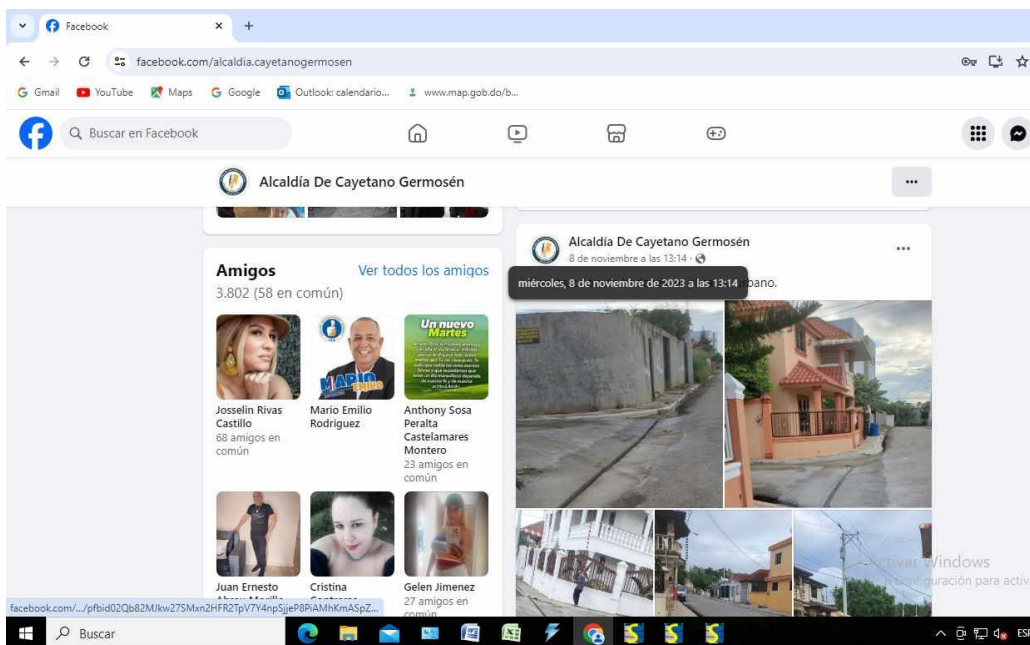 Facebook
facebook.com/alcaldia.cayetanogermosen
Gmail YouTube Maps Google Outlook: calendario... www.map.gob.do/b...
Buscar en Facebook
Alcaldía De Cayetano Germosén
Amigos Ver todos los amigos
3.802 (58 en común)
Un nuevo
Martes
MARIO
EMILIO
Josselin Rivas
Castillo
68 amigos en
común
Mario Emilio
Rodriguez
Anthony Sosa
Peralta
Castelamares
Montero
23 amigos en
común
Juan Ernesto
Cristina
Gelen Jimenez
27 amigos en
común
Alcaldía De Cayetano Germosén
8 de noviembre a las 13:14
miércoles, 8 de noviembre de 2023 a las 13:14 bano.
Activar Windows
configuración para activ
facebook.com/.../pfbid02Qb82MJkw27SMxn2HFR2TpV7Y4npSjjeP8PiAMhKmASpZ...
Buscar
ESP